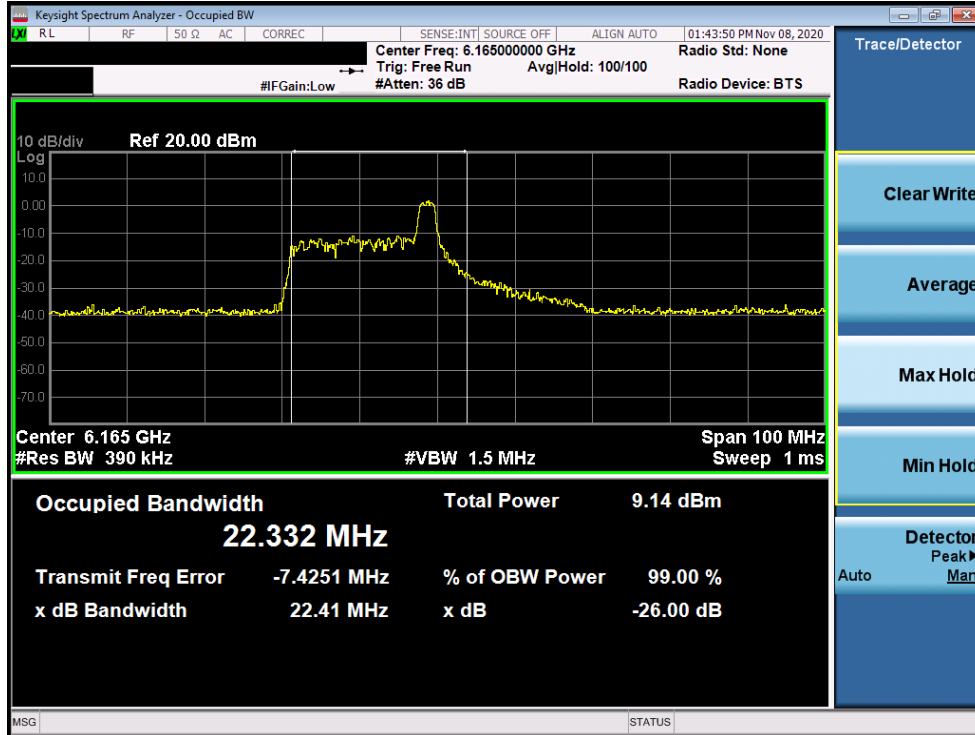 Keysight Spectrum Analyzer - Occupied BW
LXI RL RF 50 Ω AC CORREC SENSE:INT SOURCE OFF ALIGN AUTO 01:43:50 PM Nov 08, 2020
Center Freq: 6.165000000 GHz Radio Std: None
Trig: Free Run Avg|Hold: 100/100
#IFGain:Low #Atten: 36 dB Radio Device: BTS
10 dB/div Ref 20.00 dBm
Log
10.0
0.00
-10.0
-20.0
-30.0
-40.0
-50.0
-60.0
-70.0
Center 6.165 GHz Span 100 MHz
#Res BW 390 kHz #VBW 1.5 MHz Sweep 1 ms
Occupied Bandwidth Total Power 9.14 dBm
22.332 MHz
Transmit Freq Error -7.4251 MHz % of OBW Power 99.00 %
x dB Bandwidth 22.41 MHz x dB -26.00 dB
MSG STATUS
Trace/Detector
Clear Write
Average
Max Hold
Min Hold
Detector
Peak▶
Auto Man